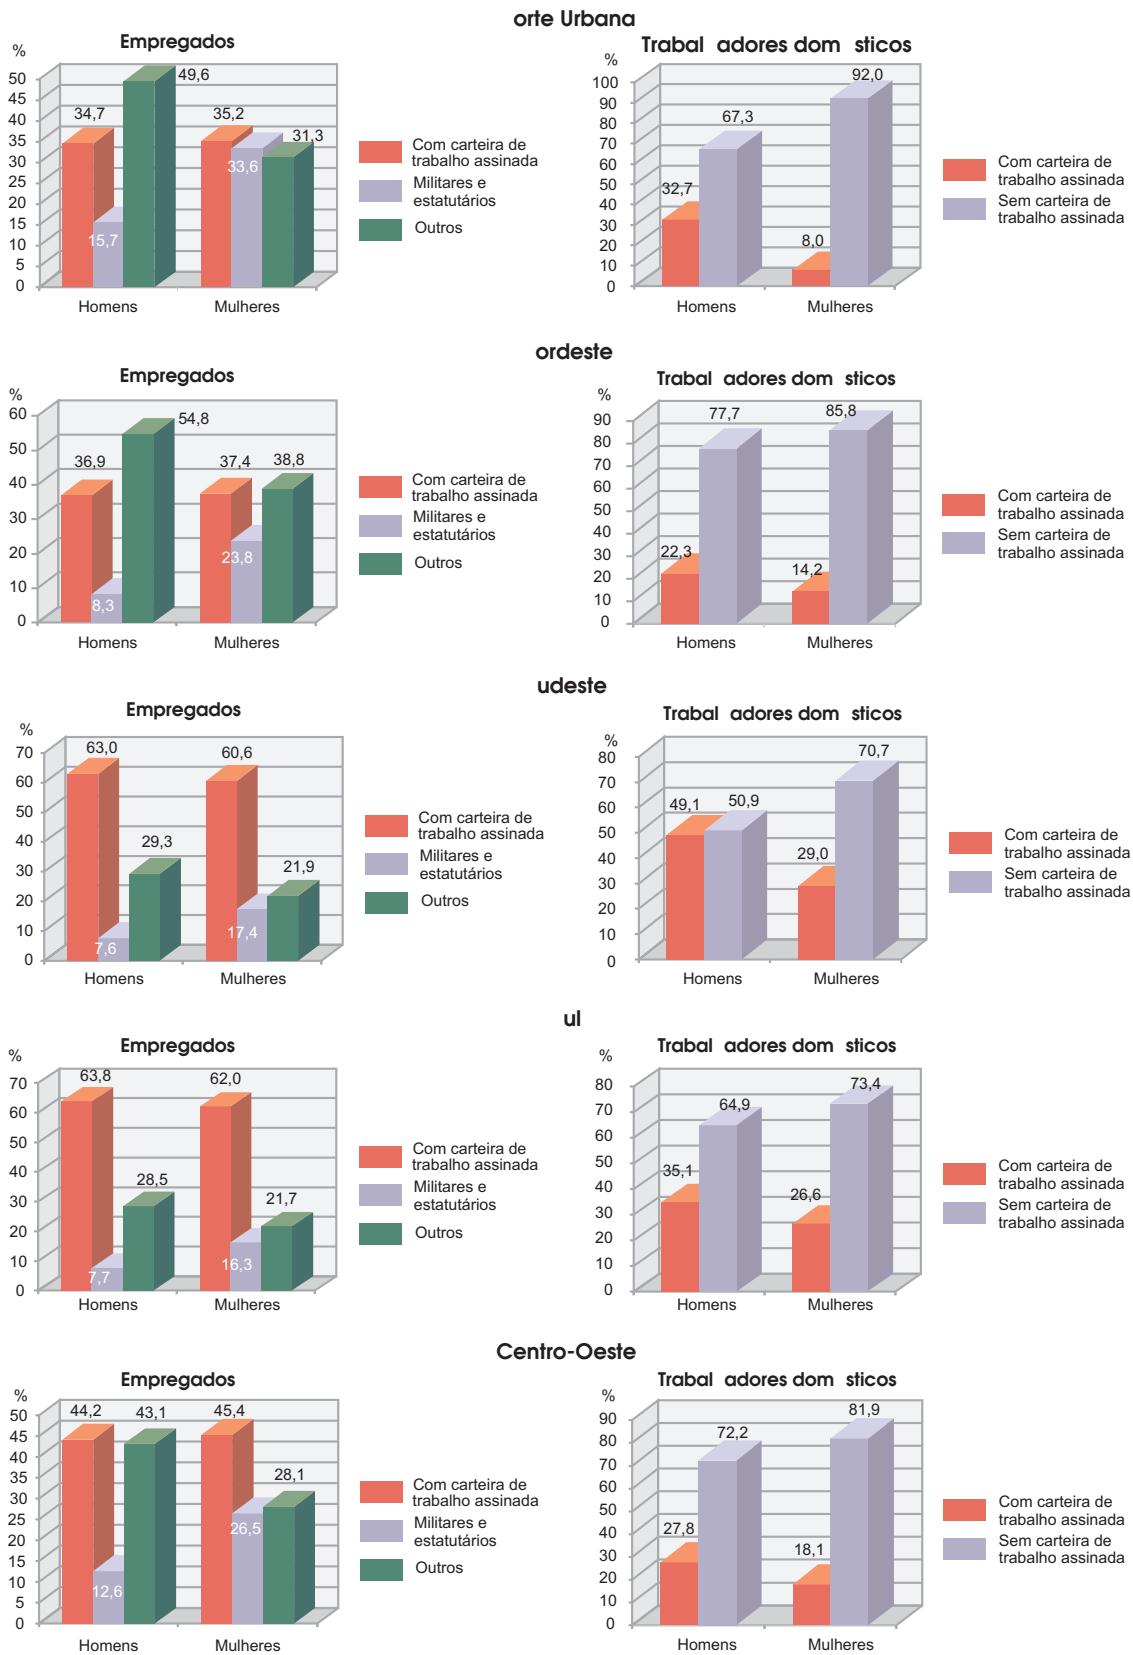 orte Urbana
Empregados
%
50
45
40
35
30
25
20
15
10
5
0
34,7
15,7
49,6
35,2
33,6
31,3
Homens
Mulheres
Com carteira de
trabalho assinada
Militares e
estatutários
Outros
Trabal adores dom sticos
%
100
90
80
70
60
50
40
30
20
10
0
32,7
67,3
8,0
92,0
Homens
Mulheres
Com carteira de
trabalho assinada
Sem carteira de
trabalho assinada
ordeste
Empregados
%
60
50
40
30
20
10
0
36,9
8,3
54,8
37,4
23,8
38,8
Homens
Mulheres
Com carteira de
trabalho assinada
Militares e
estatutários
Outros
Trabal adores dom sticos
%
90
80
70
60
50
40
30
20
10
0
22,3
77,7
14,2
85,8
Homens
Mulheres
Com carteira de
trabalho assinada
Sem carteira de
trabalho assinada
udeste
Empregados
%
70
60
50
40
30
20
10
0
63,0
7,6
29,3
60,6
17,4
21,9
Homens
Mulheres
Com carteira de
trabalho assinada
Militares e
estatutários
Outros
Trabal adores dom sticos
%
80
70
60
50
40
30
20
10
0
49,1
50,9
29,0
70,7
Homens
Mulheres
Com carteira de
trabalho assinada
Sem carteira de
trabalho assinada
ul
Empregados
%
70
60
50
40
30
20
10
0
63,8
7,7
28,5
62,0
16,3
21,7
Homens
Mulheres
Com carteira de
trabalho assinada
Militares e
estatutários
Outros
Trabal adores dom sticos
%
80
70
60
50
40
30
20
10
0
35,1
64,9
26,6
73,4
Homens
Mulheres
Com carteira de
trabalho assinada
Sem carteira de
trabalho assinada
Centro-Oeste
Empregados
%
50
45
40
35
30
25
20
15
10
5
0
44,2
12,6
43,1
45,4
26,5
28,1
Homens
Mulheres
Com carteira de
trabalho assinada
Militares e
estatutários
Outros
Trabal adores dom sticos
%
90
80
70
60
50
40
30
20
10
0
27,8
72,2
18,1
81,9
Homens
Mulheres
Com carteira de
trabalho assinada
Sem carteira de
trabalho assinada